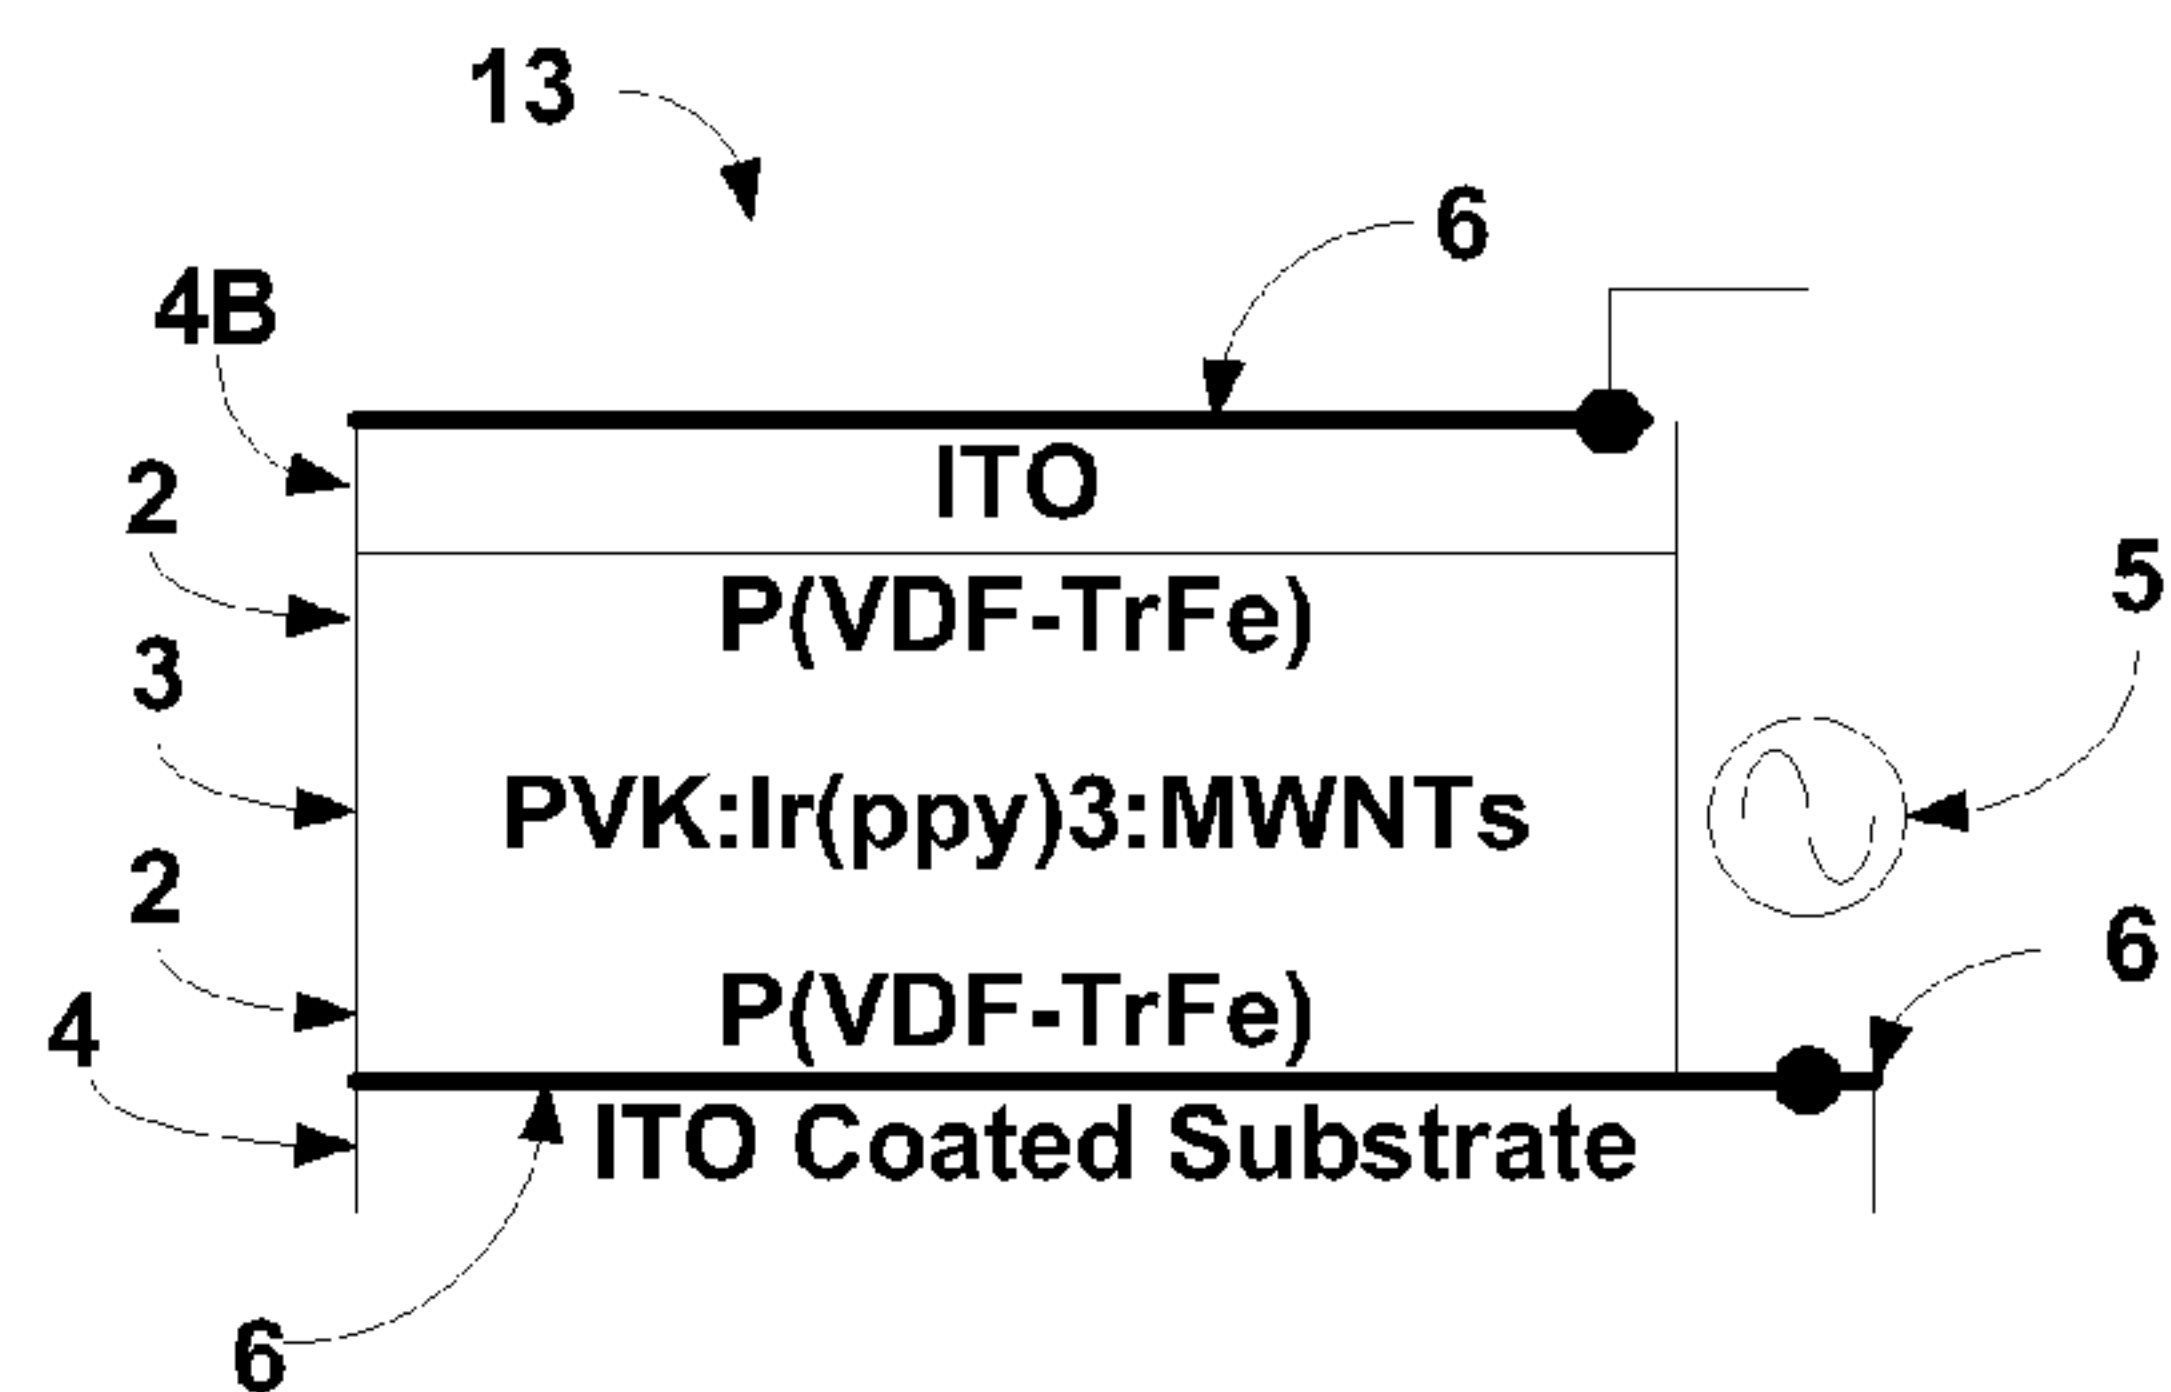 13
6
4B
ITO
2
P(VDF-TrFe)
5
3
PVK:Ir(ppy)3:MWNTs
2
6
P(VDF-TrFe)
4
ITO Coated Substrate
6